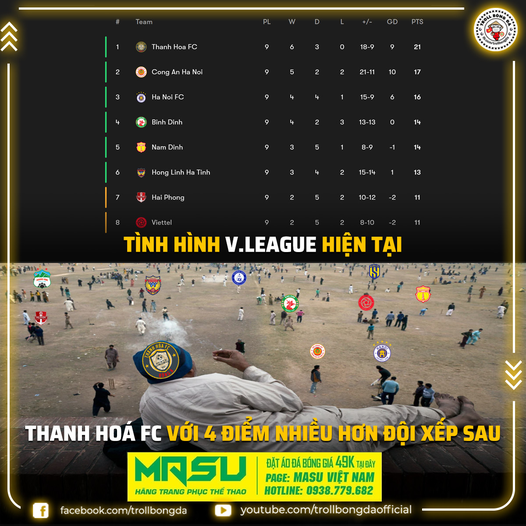 TROLL BONG DA
# Team PL W D L +/- GD PTS
1 Thanh Hoa FC 9 6 3 0 18-9 9 21
2 Cong An Ha Noi 9 5 2 2 21-11 10 17
3 Ha Noi FC 9 4 4 1 15-9 6 16
4 Binh Dinh 9 4 2 3 13-13 0 14
5 Nam Dinh 9 3 5 1 8-9 -1 14
6 Hong Linh Ha Tinh 9 3 4 2 15-14 1 13
7 Hai Phong 9 2 5 2 10-12 -2 11
8 Viettel 9 2 5 2 8-10 -2 11
TÌNH HÌNH V.LEAGUE HIỆN TẠI
THANH HOA FC
THANH HOÁ FC VỚI 4 ĐIỂM NHIỀU HƠN ĐỘI XẾP SAU
MASU
HÀNG TRANG PHỤC THỂ THAO
ĐẶT ÁO ĐÁ BÓNG GIÁ 49K TẠI ĐÂY
PAGE: MASU VIỆT NAM
HOTLINE: 0938.779.682
facebook.com/trollbongda
youtube.com/trollbongdaofficial